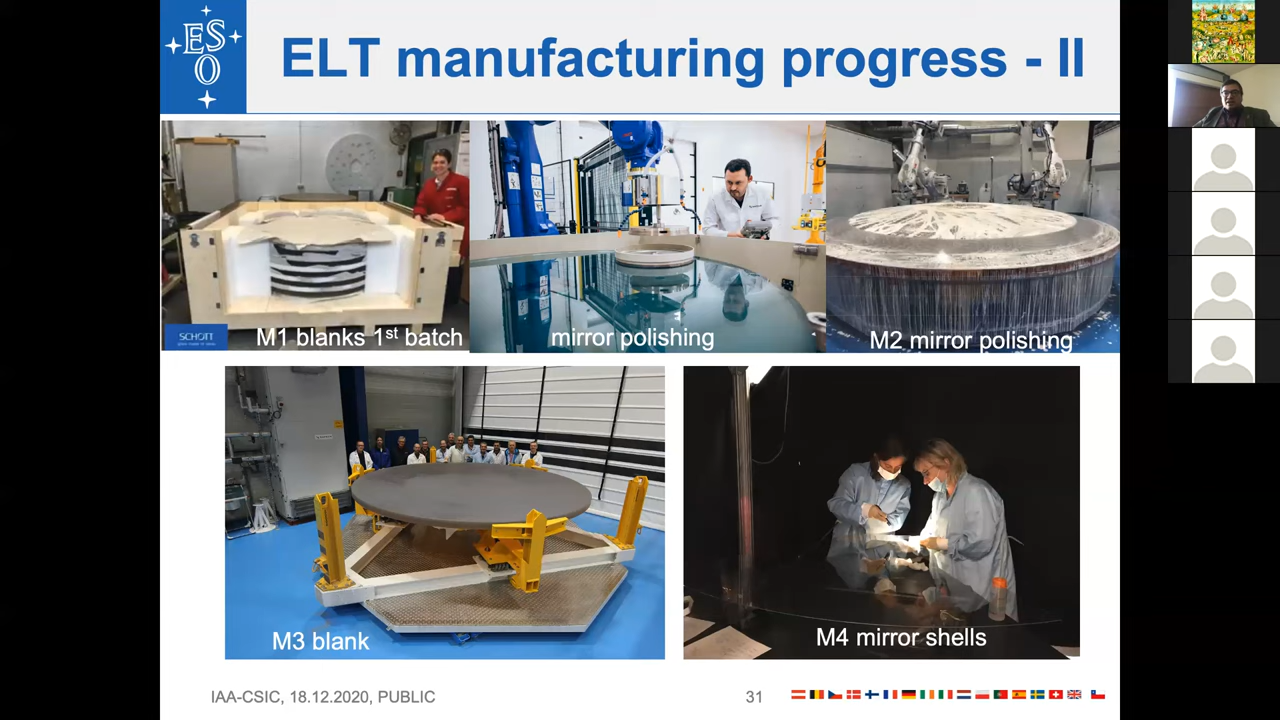 ES
O
ELT manufacturing progress - II
SCHOTT
M1 blanks 1st batch
mirror polishing
M2 mirror polishing
M3 blank
M4 mirror shells
IAA-CSIC, 18.12.2020, PUBLIC
31